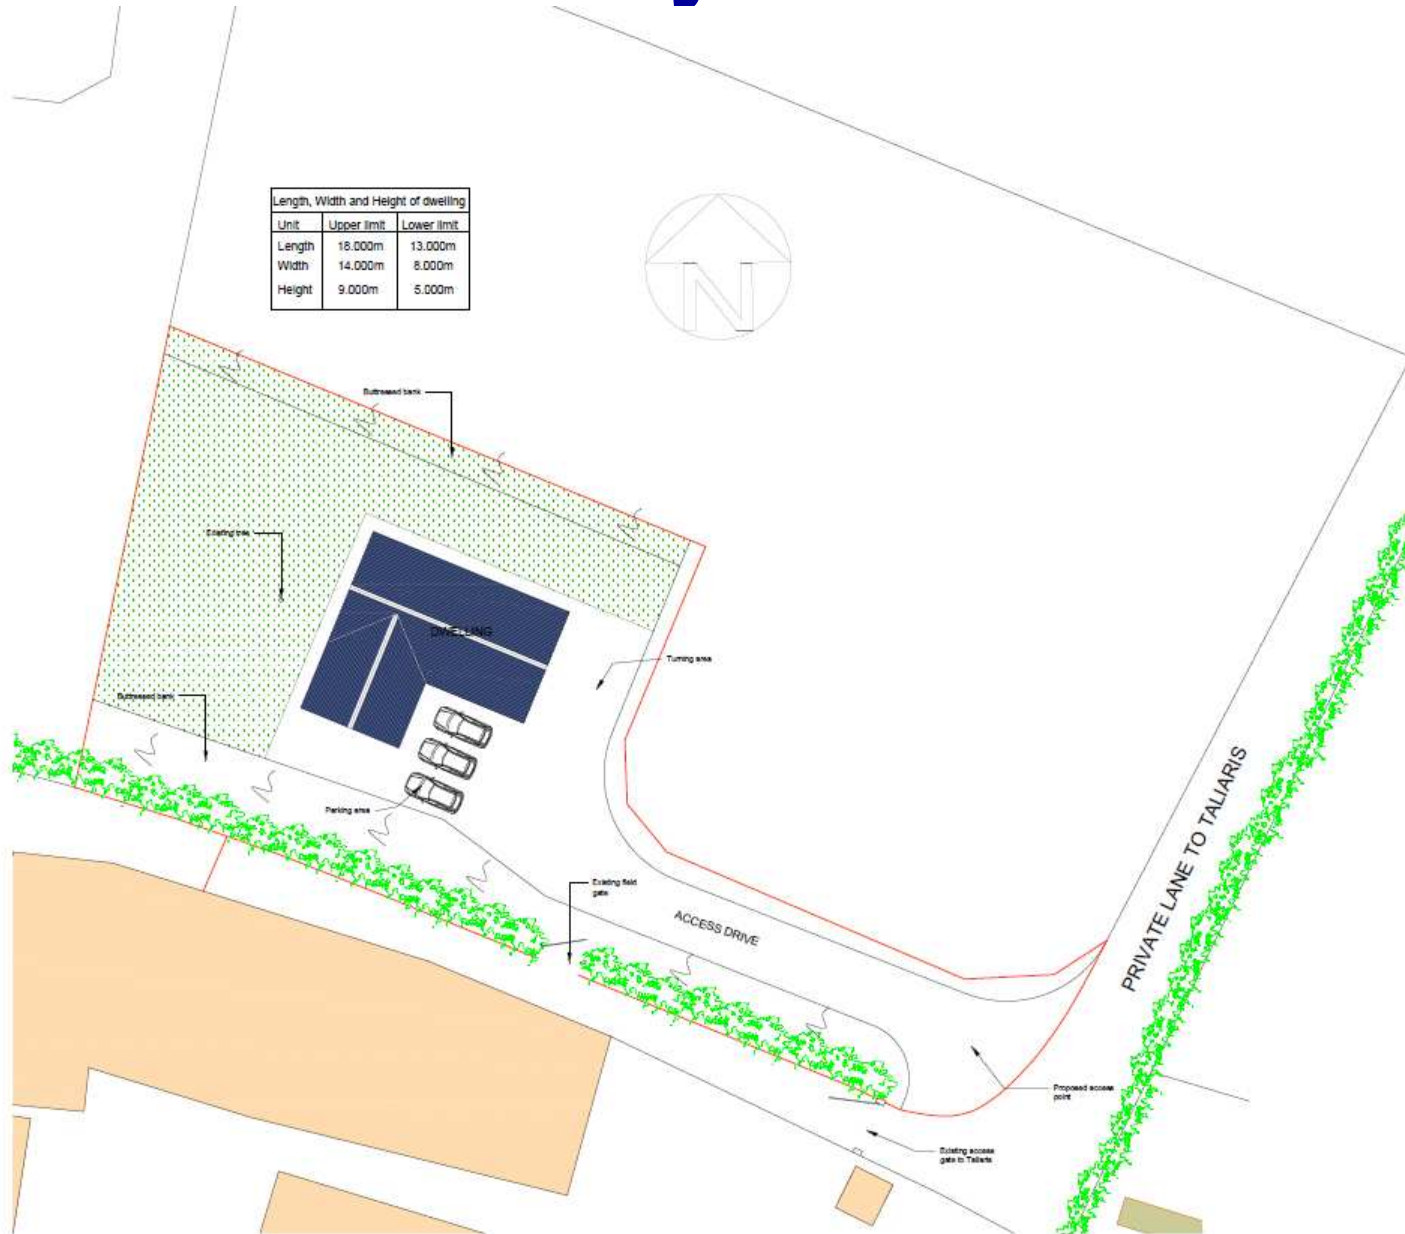 Length, Width and Height of dwelling
Unit Upper limit Lower limit
Length 18.000m 13.000m
Width 14.000m 8.000m
Height 9.000m 5.000m
N
Buttressed bank
Existing tree
DWELLING
Turning area
Buttressed bank
Parking area
Existing field
gate
ACCESS DRIVE
PRIVATE LANE TO TALIARIS
Proposed access
point
Existing access
gate to Taliaris